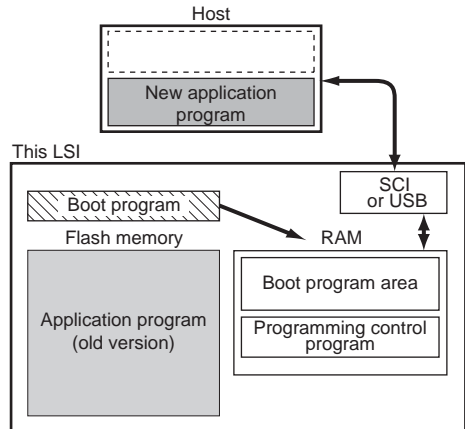 Host
New application
program
This LSI
SCI
or USB
Boot program
Flash memory
RAM
Boot program area
Application program
(old version)
Programming control
program